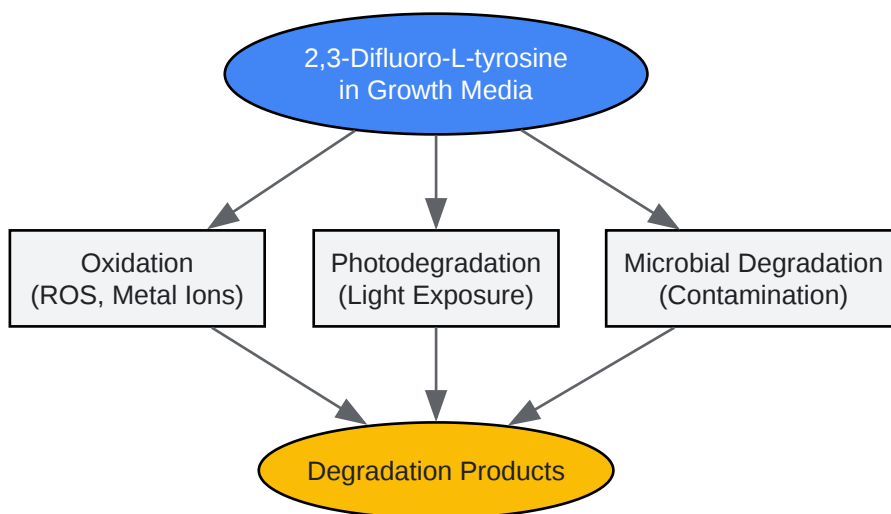 2,3-Difluoro-L-tyrosine
in Growth Media
Oxidation
(ROS, Metal Ions)
Photodegradation
(Light Exposure)
Microbial Degradation
(Contamination)
Degradation Products